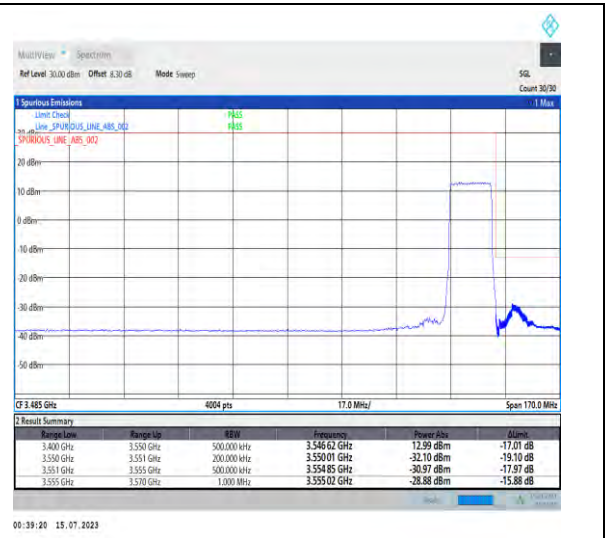 MultiView Spectrum
Ref Level 30.00 dBm Offset 8.30 dB Mode Sweep SGL
Count 30/30
1 Spurious Emissions 1 Max
Limit Check PASS
Line _SPURIOUS_LINE_ABS_002 PASS
SPURIOUS_LINE_ABS_002
20 dBm
10 dBm
0 dBm
-10 dBm
-20 dBm
-30 dBm
-40 dBm
-50 dBm
CF 3.485 GHz 4004 pts 17.0 MHz/ Span 170.0 MHz
2 Result Summary
Range Low Range Up RBW Frequency Power Abs ΔLimit
3.400 GHz 3.550 GHz 500.000 kHz 3.546 62 GHz 12.99 dBm -17.01 dB
3.550 GHz 3.551 GHz 200.000 kHz 3.550 01 GHz -32.10 dBm -19.10 dB
3.551 GHz 3.555 GHz 500.000 kHz 3.554 85 GHz -30.97 dBm -17.97 dB
3.555 GHz 3.570 GHz 1.000 MHz 3.555 02 GHz -28.88 dBm -15.88 dB
00:39:20 15.07.2023